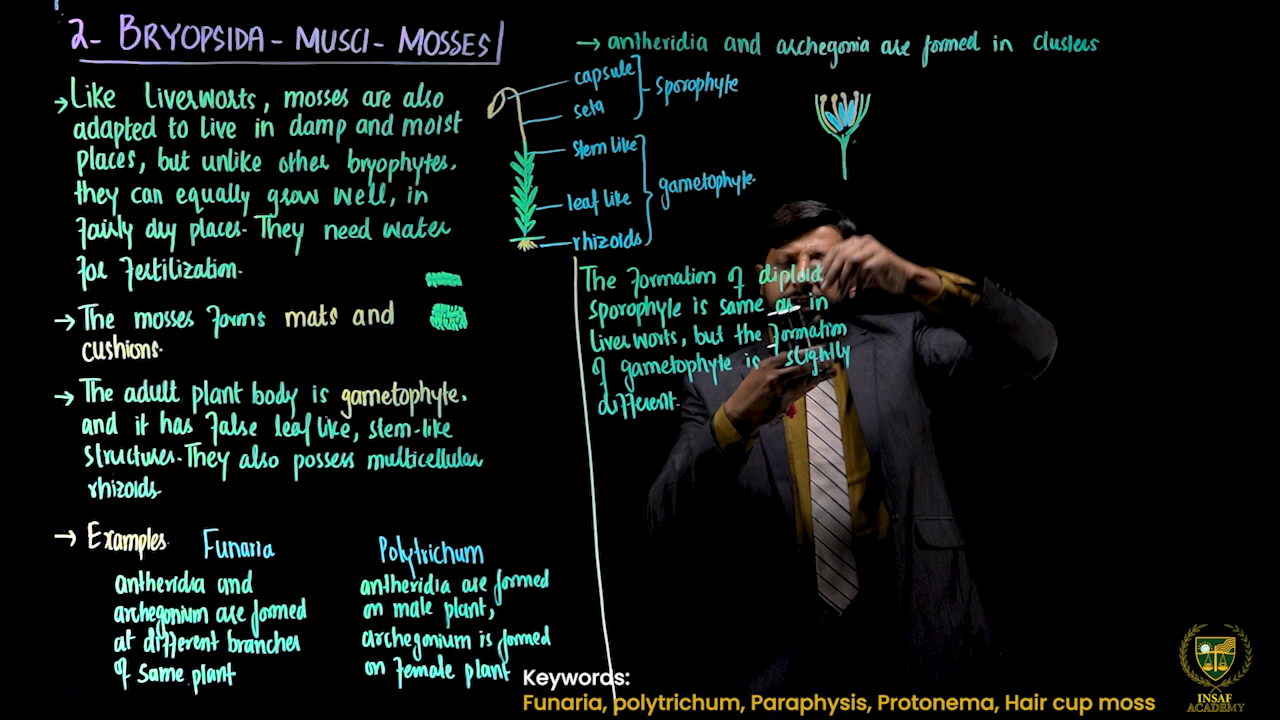 2- BRYOPSIDA - MUSCI - MOSSES
→ Like Liverworts, mosses are also
adapted to live in damp and moist
places, but unlike other bryophytes,
they can equally grow well, in
fairly dry places. They need water
for fertilization.
→ The mosses forms mats and
cushions.
→ The adult plant body is gametophyte,
and it has false leaf like, stem-like
structures. They also possess multicellular
rhizoids.
→ Examples
Funaria
antheridia and
archegonium are formed
at different branches
of same plant
Polytrichum
antheridia are formed
on male plant,
archegonium is formed
on female plant
→ antheridia and archegonia are formed in clusters
capsule
seta
sporophyte
stem like
leaf like
rhizoids
gametophyte.
The formation of diploid
sporophyte is same as in
liverworts, but the formation
of gametophyte is slightly
different.
Keywords:
Funaria, polytrichum, Paraphysis, Protonema, Hair cup moss
INSAF
ACADEMY